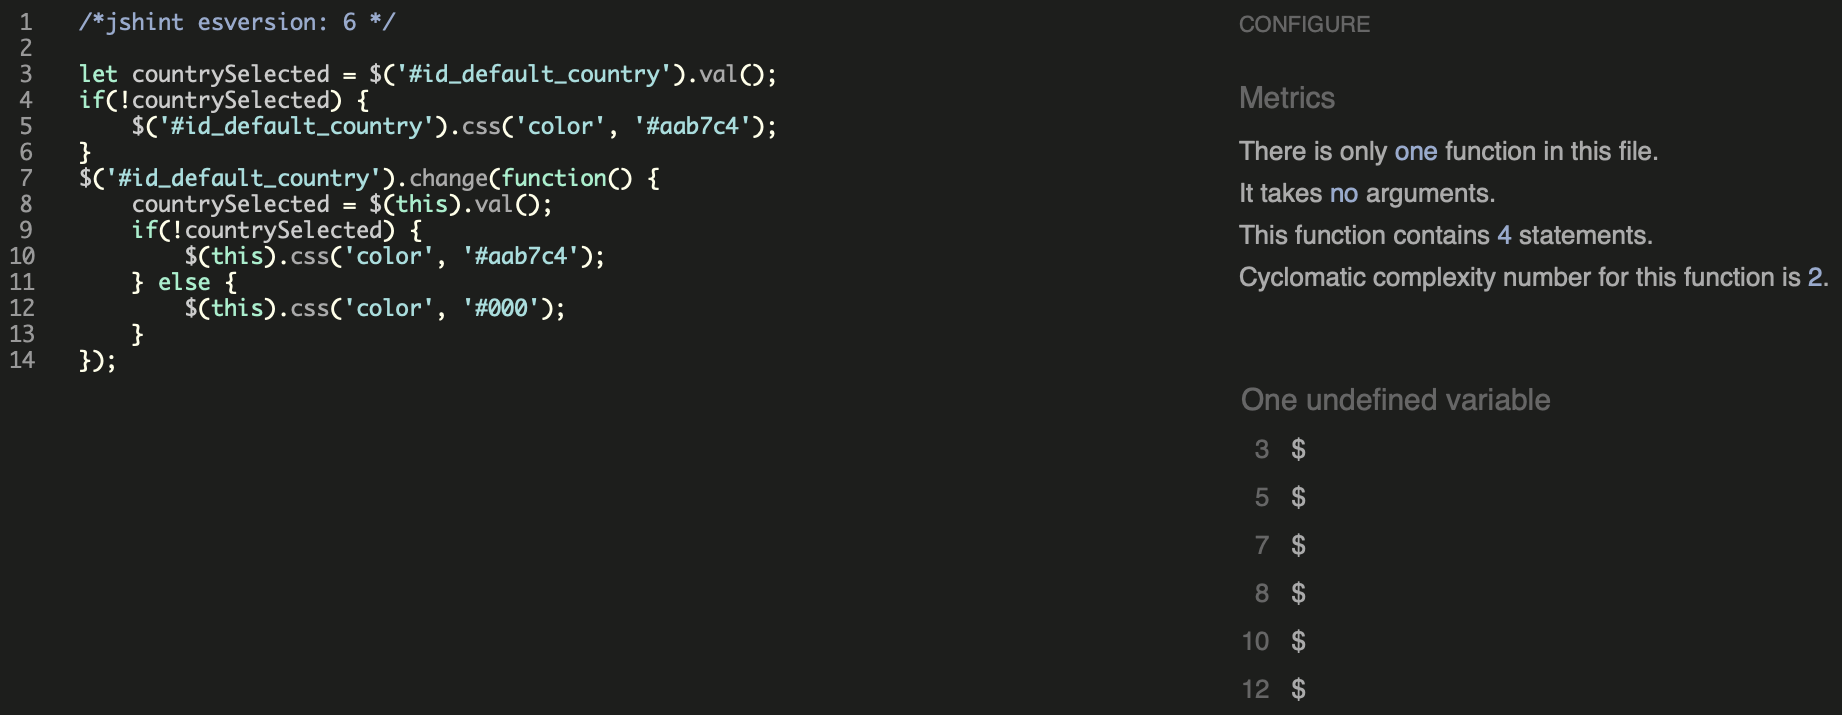 1 /*jshint esversion: 6 */
2
3 let countrySelected = $('#id_default_country').val();
4 if(!countrySelected) {
5     $('#id_default_country').css('color', '#aab7c4');
6 }
7 $('#id_default_country').change(function() {
8     countrySelected = $(this).val();
9     if(!countrySelected) {
10         $(this).css('color', '#aab7c4');
11     } else {
12         $(this).css('color', '#000');
13     }
14 });
CONFIGURE
Metrics
There is only one function in this file.
It takes no arguments.
This function contains 4 statements.
Cyclomatic complexity number for this function is 2.
One undefined variable
3 $
5 $
7 $
8 $
10 $
12 $